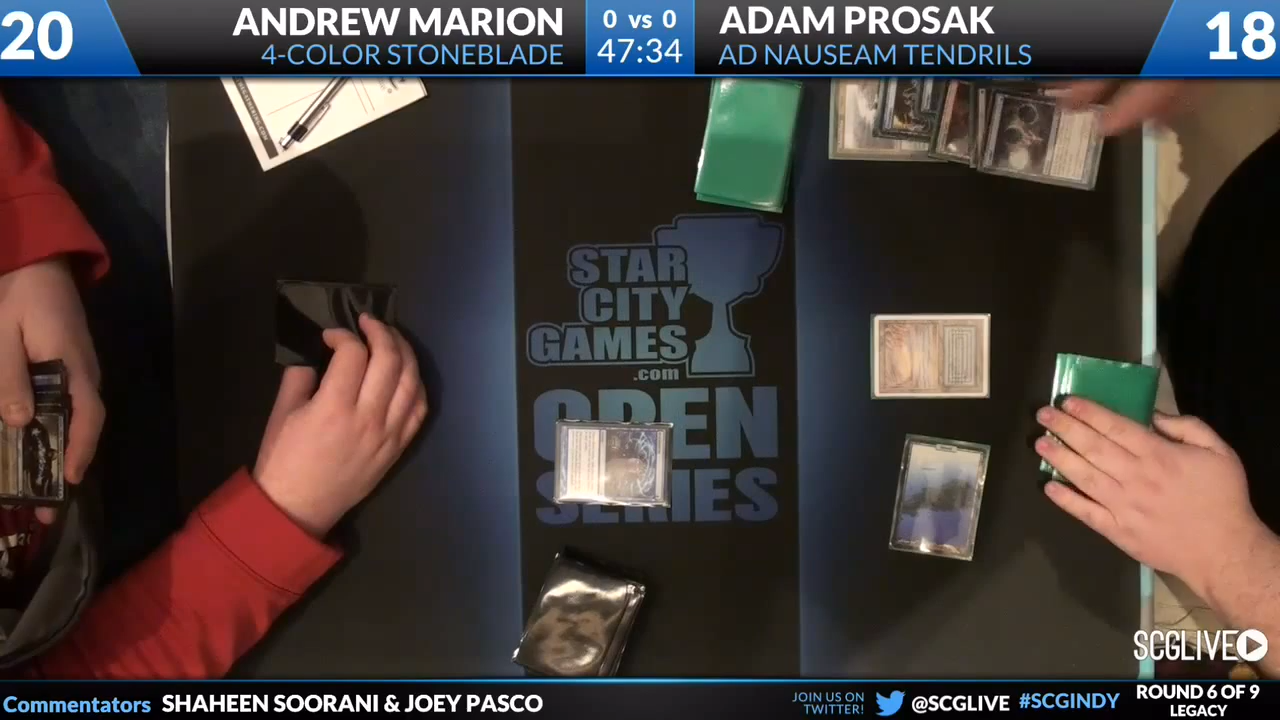 20
ANDREW MARION
4-COLOR STONEBLADE
0 vs 0
47:34
ADAM PROSAK
AD NAUSEAM TENDRILS
18
STAR
CITY
GAMES
.com
OPEN
SERIES
SCGLIVE
Commentators SHAHEEN SOORANI & JOEY PASCO
JOIN US ON
TWITTER!
@SCGLIVE #SCGINDY
ROUND 6 OF 9
LEGACY